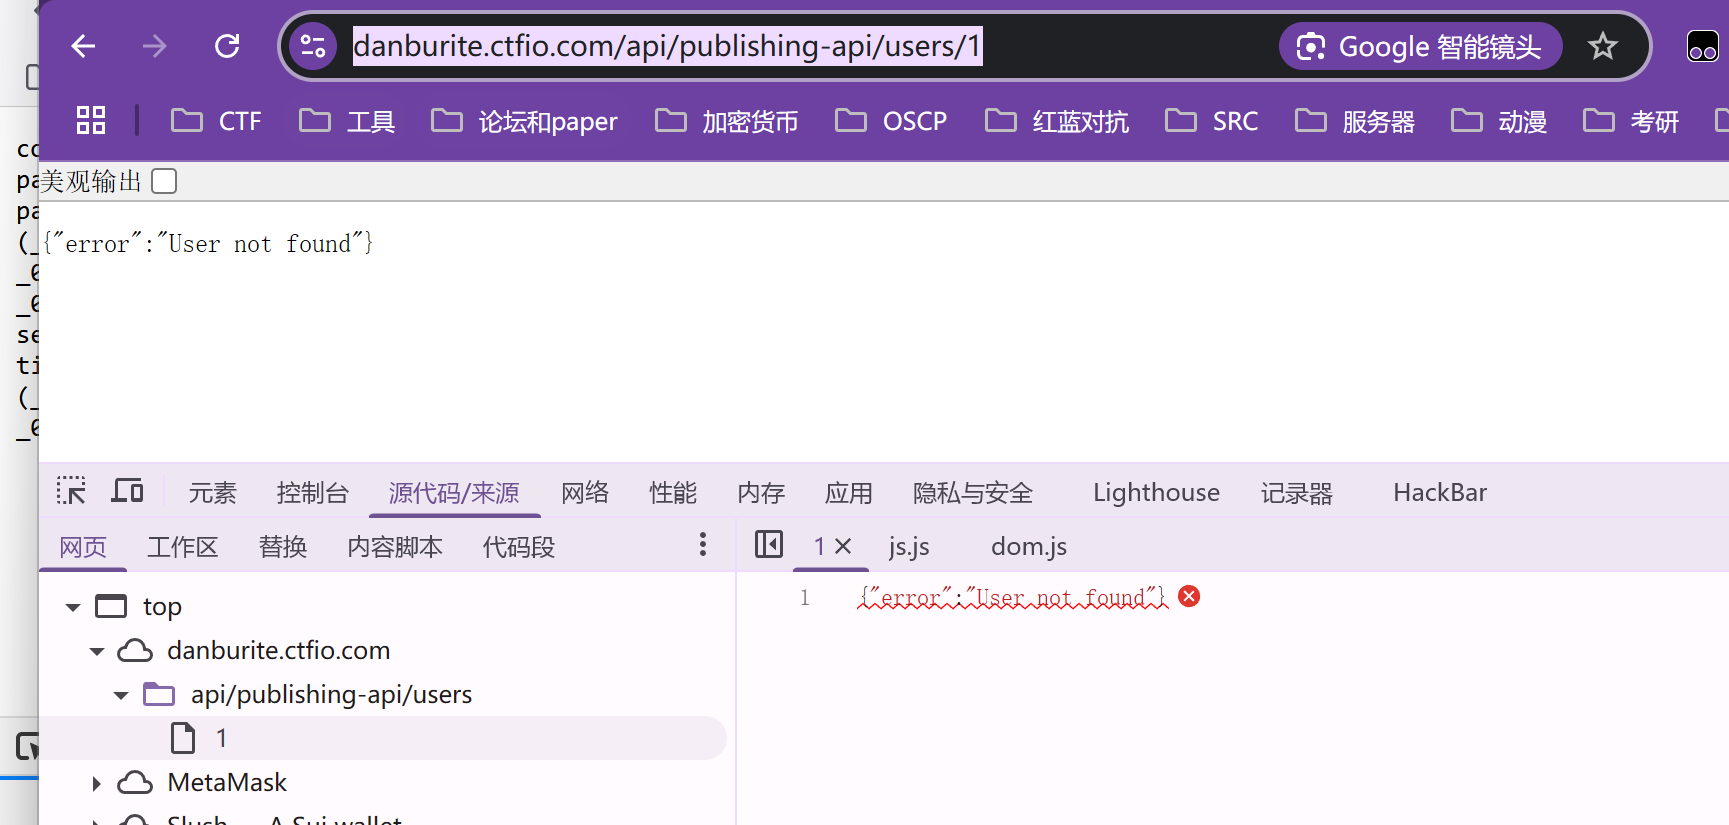 danburite.ctfio.com/api/publishing-api/users/1
Google 智能镜头
CTF 工具 论坛和paper 加密货币 OSCP 红蓝对抗 SRC 服务器 动漫 考研
美观输出
{"error":"User not found"}
元素 控制台 源代码/来源 网络 性能 内存 应用 隐私与安全 Lighthouse 记录器 HackBar
网页 工作区 替换 内容脚本 代码段
1 js.js dom.js
1 {"error":"User not found"}
top
danburite.ctfio.com
api/publishing-api/users
1
MetaMask